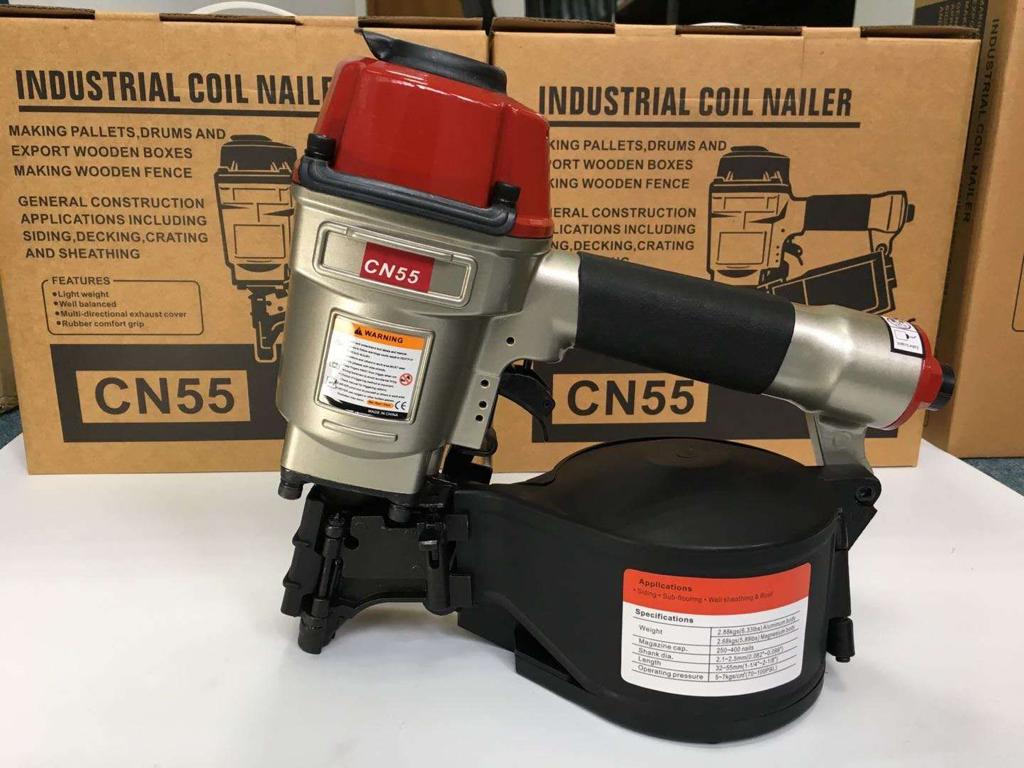 INDUSTRIAL COIL NAILE
MAKING PALLETS,DRUMS AND
EXPORT WOODEN BOXES
MAKING WOODEN FENCE
GENERAL CONSTRUCTION
APPLICATIONS INCLUDING
SIDING,DECKING,CRATING
AND SHEATHING
FEATURES
•Light weight
•Well balanced
•Multi-directional exhaust cover
•Rubber comfort grip
CN55
INDUSTRIAL COIL NAILER
KING PALLETS,DRUMS AND
PORT WOODEN BOXES
KING WOODEN FENCE
NERAL CONSTRUCTION
PLICATIONS INCLUDING
NG,DECKING,CRATING
CN55
INDUSTRIAL COIL NAILER
CN55
WARNING
MADE IN CHINA
CE
Applications
• Siding • Sub-flooring • Wall sheathing & Roof
Specifications
Weight 2.88kgs(6.33lbs) Aluminum body
2.68kgs(5.89lbs) Magnesium body
Magazine cap. 250~400 nails
Shank dia. 2.1~2.5mm(0.082"~0.099")
Length 32~55mm(1-1/4"~2-1/8")
Operating pressure 5~7kgs/cm²(70~100PSL)